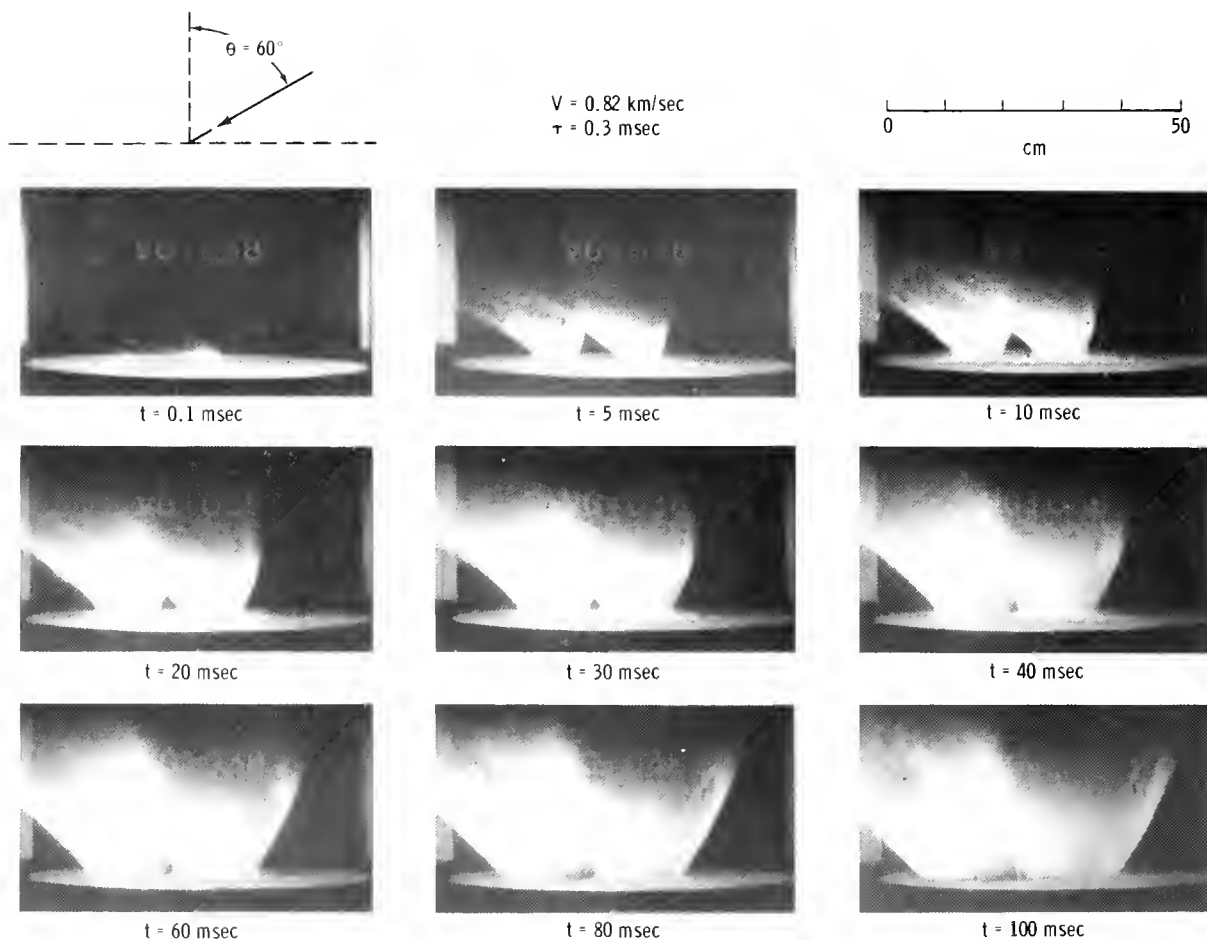 θ = 60°
V = 0.82 km/sec
τ = 0.3 msec
0 50
cm
t = 0.1 msec
t = 5 msec
t = 10 msec
t = 20 msec
t = 30 msec
t = 40 msec
t = 60 msec
t = 80 msec
t = 100 msec